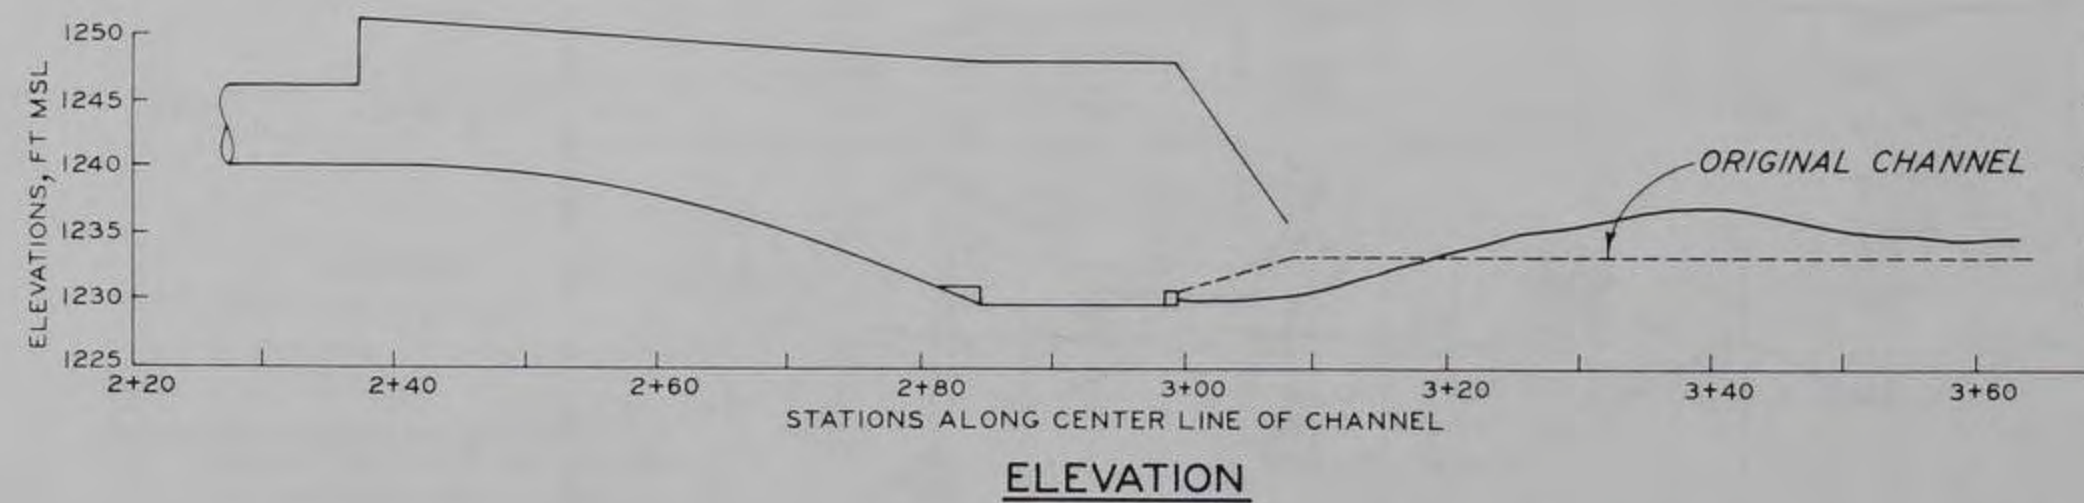 1250
1245
1240
1235
1230
1225
ELEVATIONS, FT MSL
ORIGINAL CHANNEL
2+20 2+40 2+60 2+80 3+00 3+20 3+40 3+60
STATIONS ALONG CENTER LINE OF CHANNEL
ELEVATION